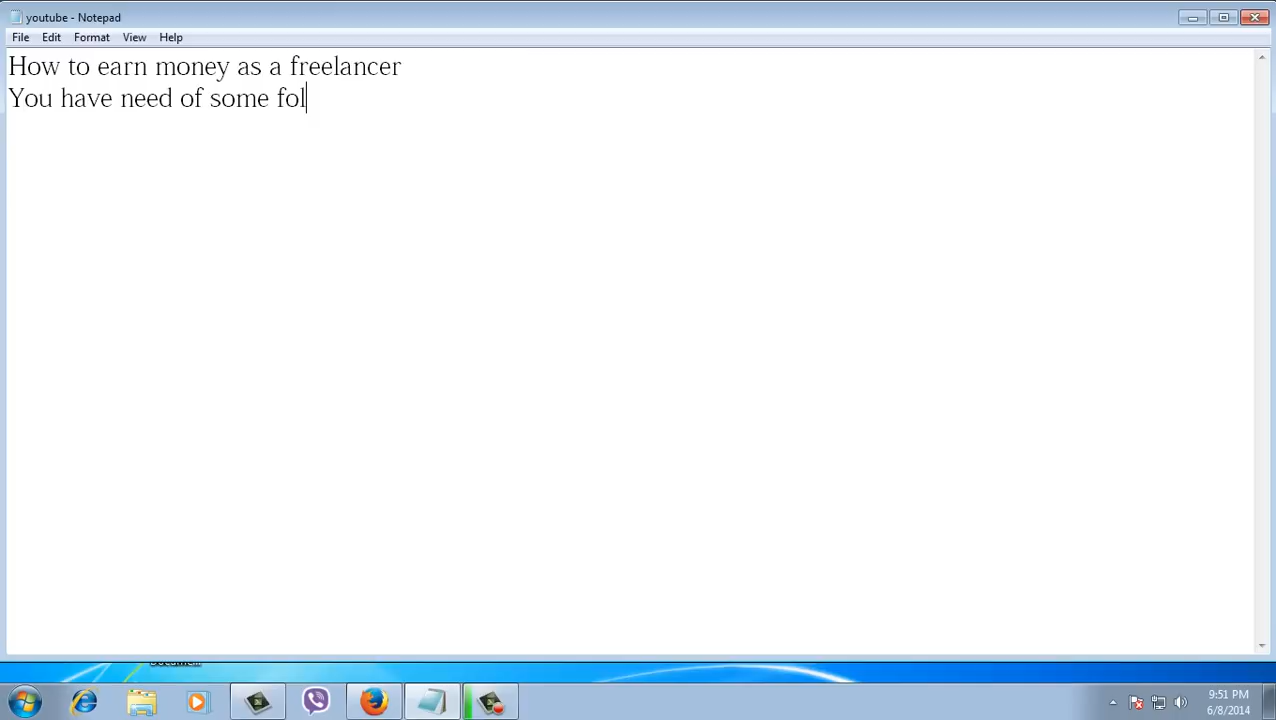 youtube - Notepad
File Edit Format View Help
How to earn money as a freelancer
You have need of some fol
9:51 PM
6/8/2014